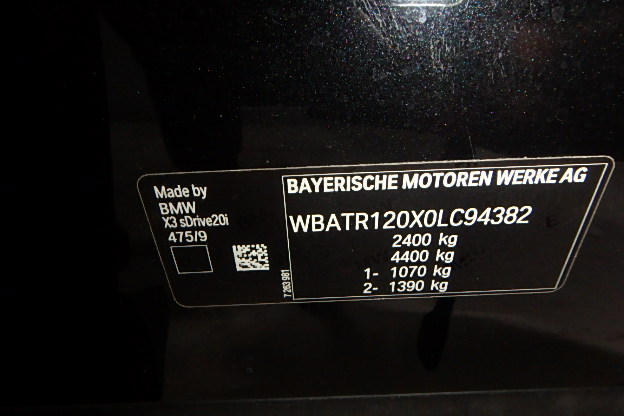 Made by
BMW
X3 sDrive20i
475/9
BAYERISCHE MOTOREN WERKE AG
WBATR120X0LC94382
2400 kg
4400 kg
1- 1070 kg
2- 1390 kg
7 263 981